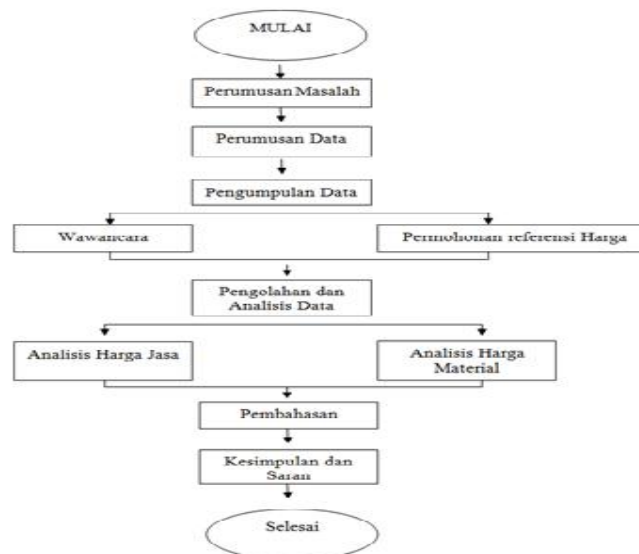 MULAI
Perumusan Masalah
Perumusan Data
Pengumpulan Data
Wawancara
Permohonan referensi Harga
Pengolahan dan
Analisis Data
Analisis Harga Jasa
Analisis Harga
Material
Pembahasan
Kesimpulan dan
Saran
Selesai